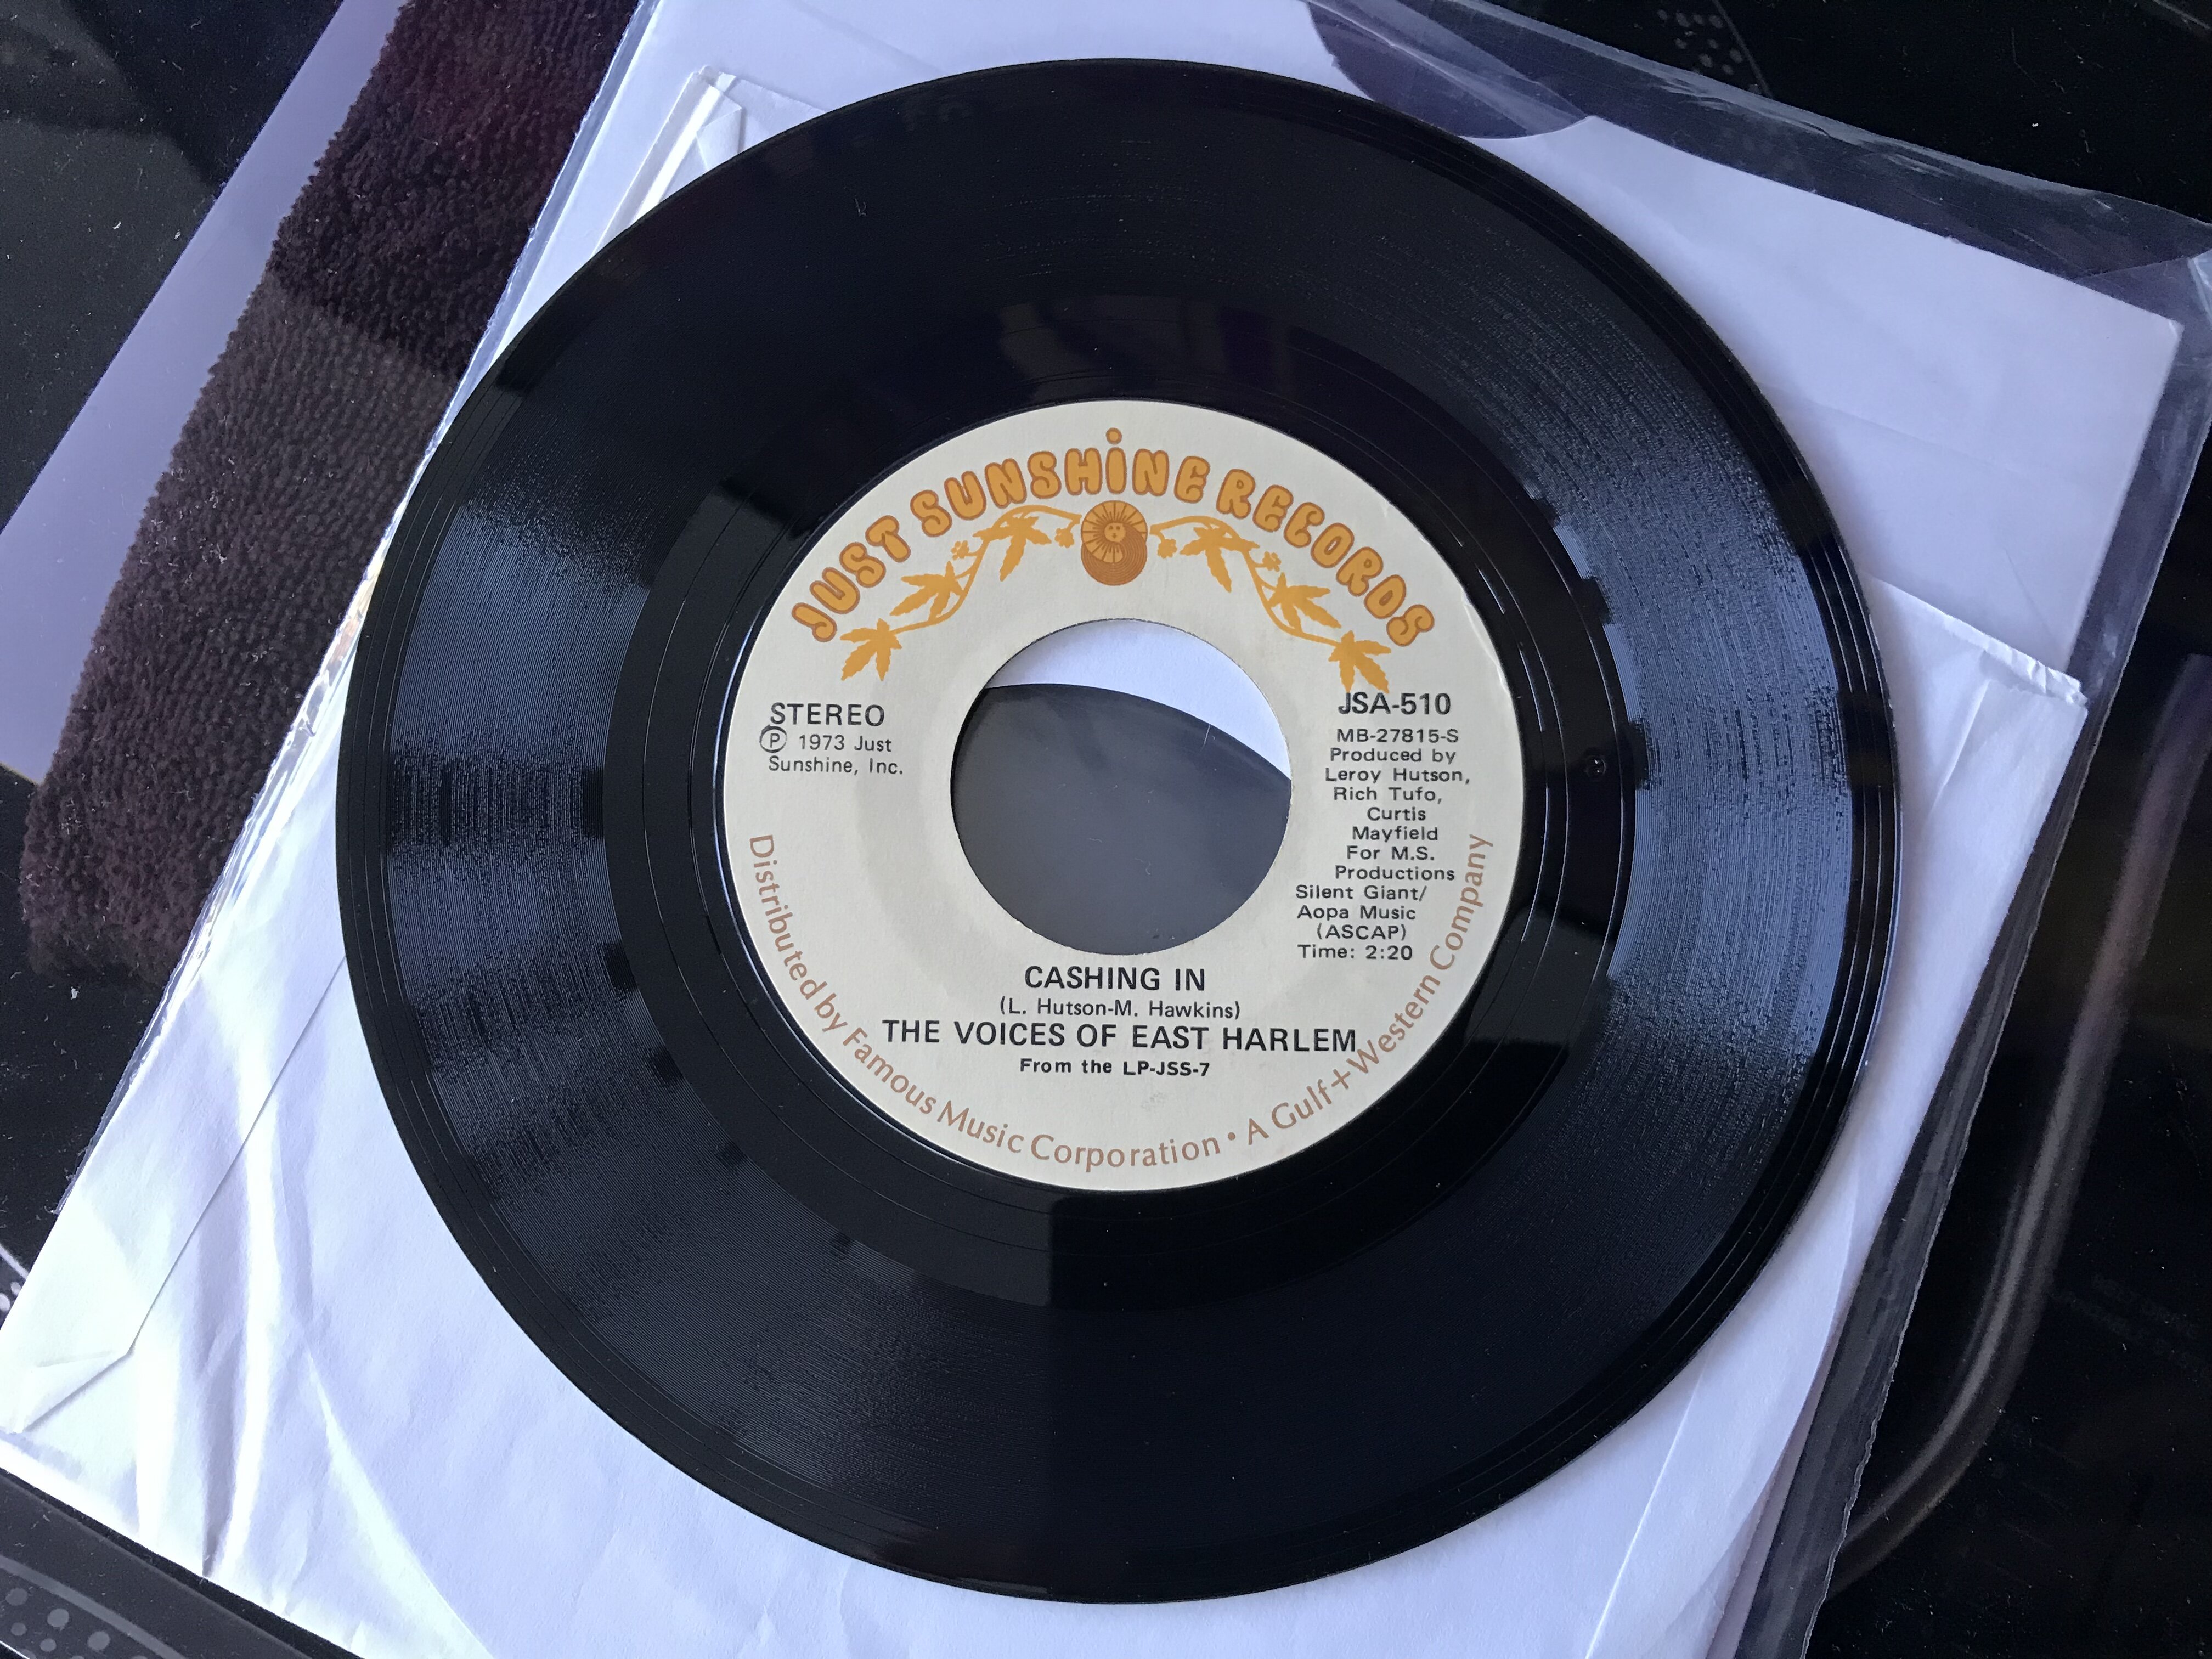 JUST SUNSHiNE RECORDS
STEREO
Ⓟ 1973 Just
Sunshine, Inc.
JSA-510
MB-27815-S
Produced by
Leroy Hutson,
Rich Tufo,
Curtis
Mayfield
For M.S.
Productions
Silent Giant/
Aopa Music
(ASCAP)
Time: 2:20
CASHING IN
(L. Hutson-M. Hawkins)
THE VOICES OF EAST HARLEM
From the LP-JSS-7
Distributed by Famous Music Corporation • A Gulf+Western Company